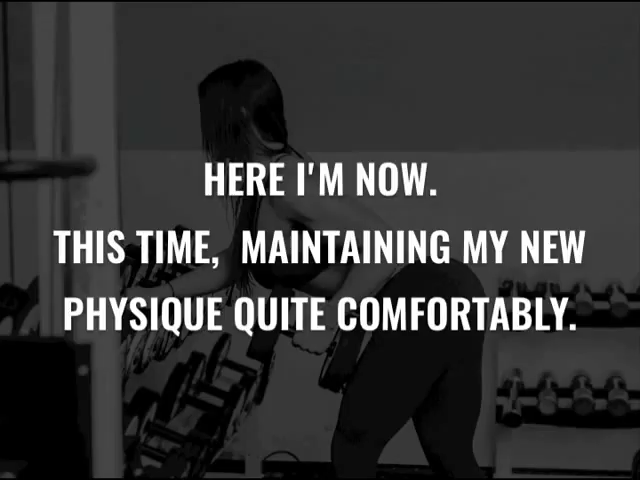 HERE I'M NOW.
THIS TIME,  MAINTAINING MY NEW
PHYSIQUE QUITE COMFORTABLY.